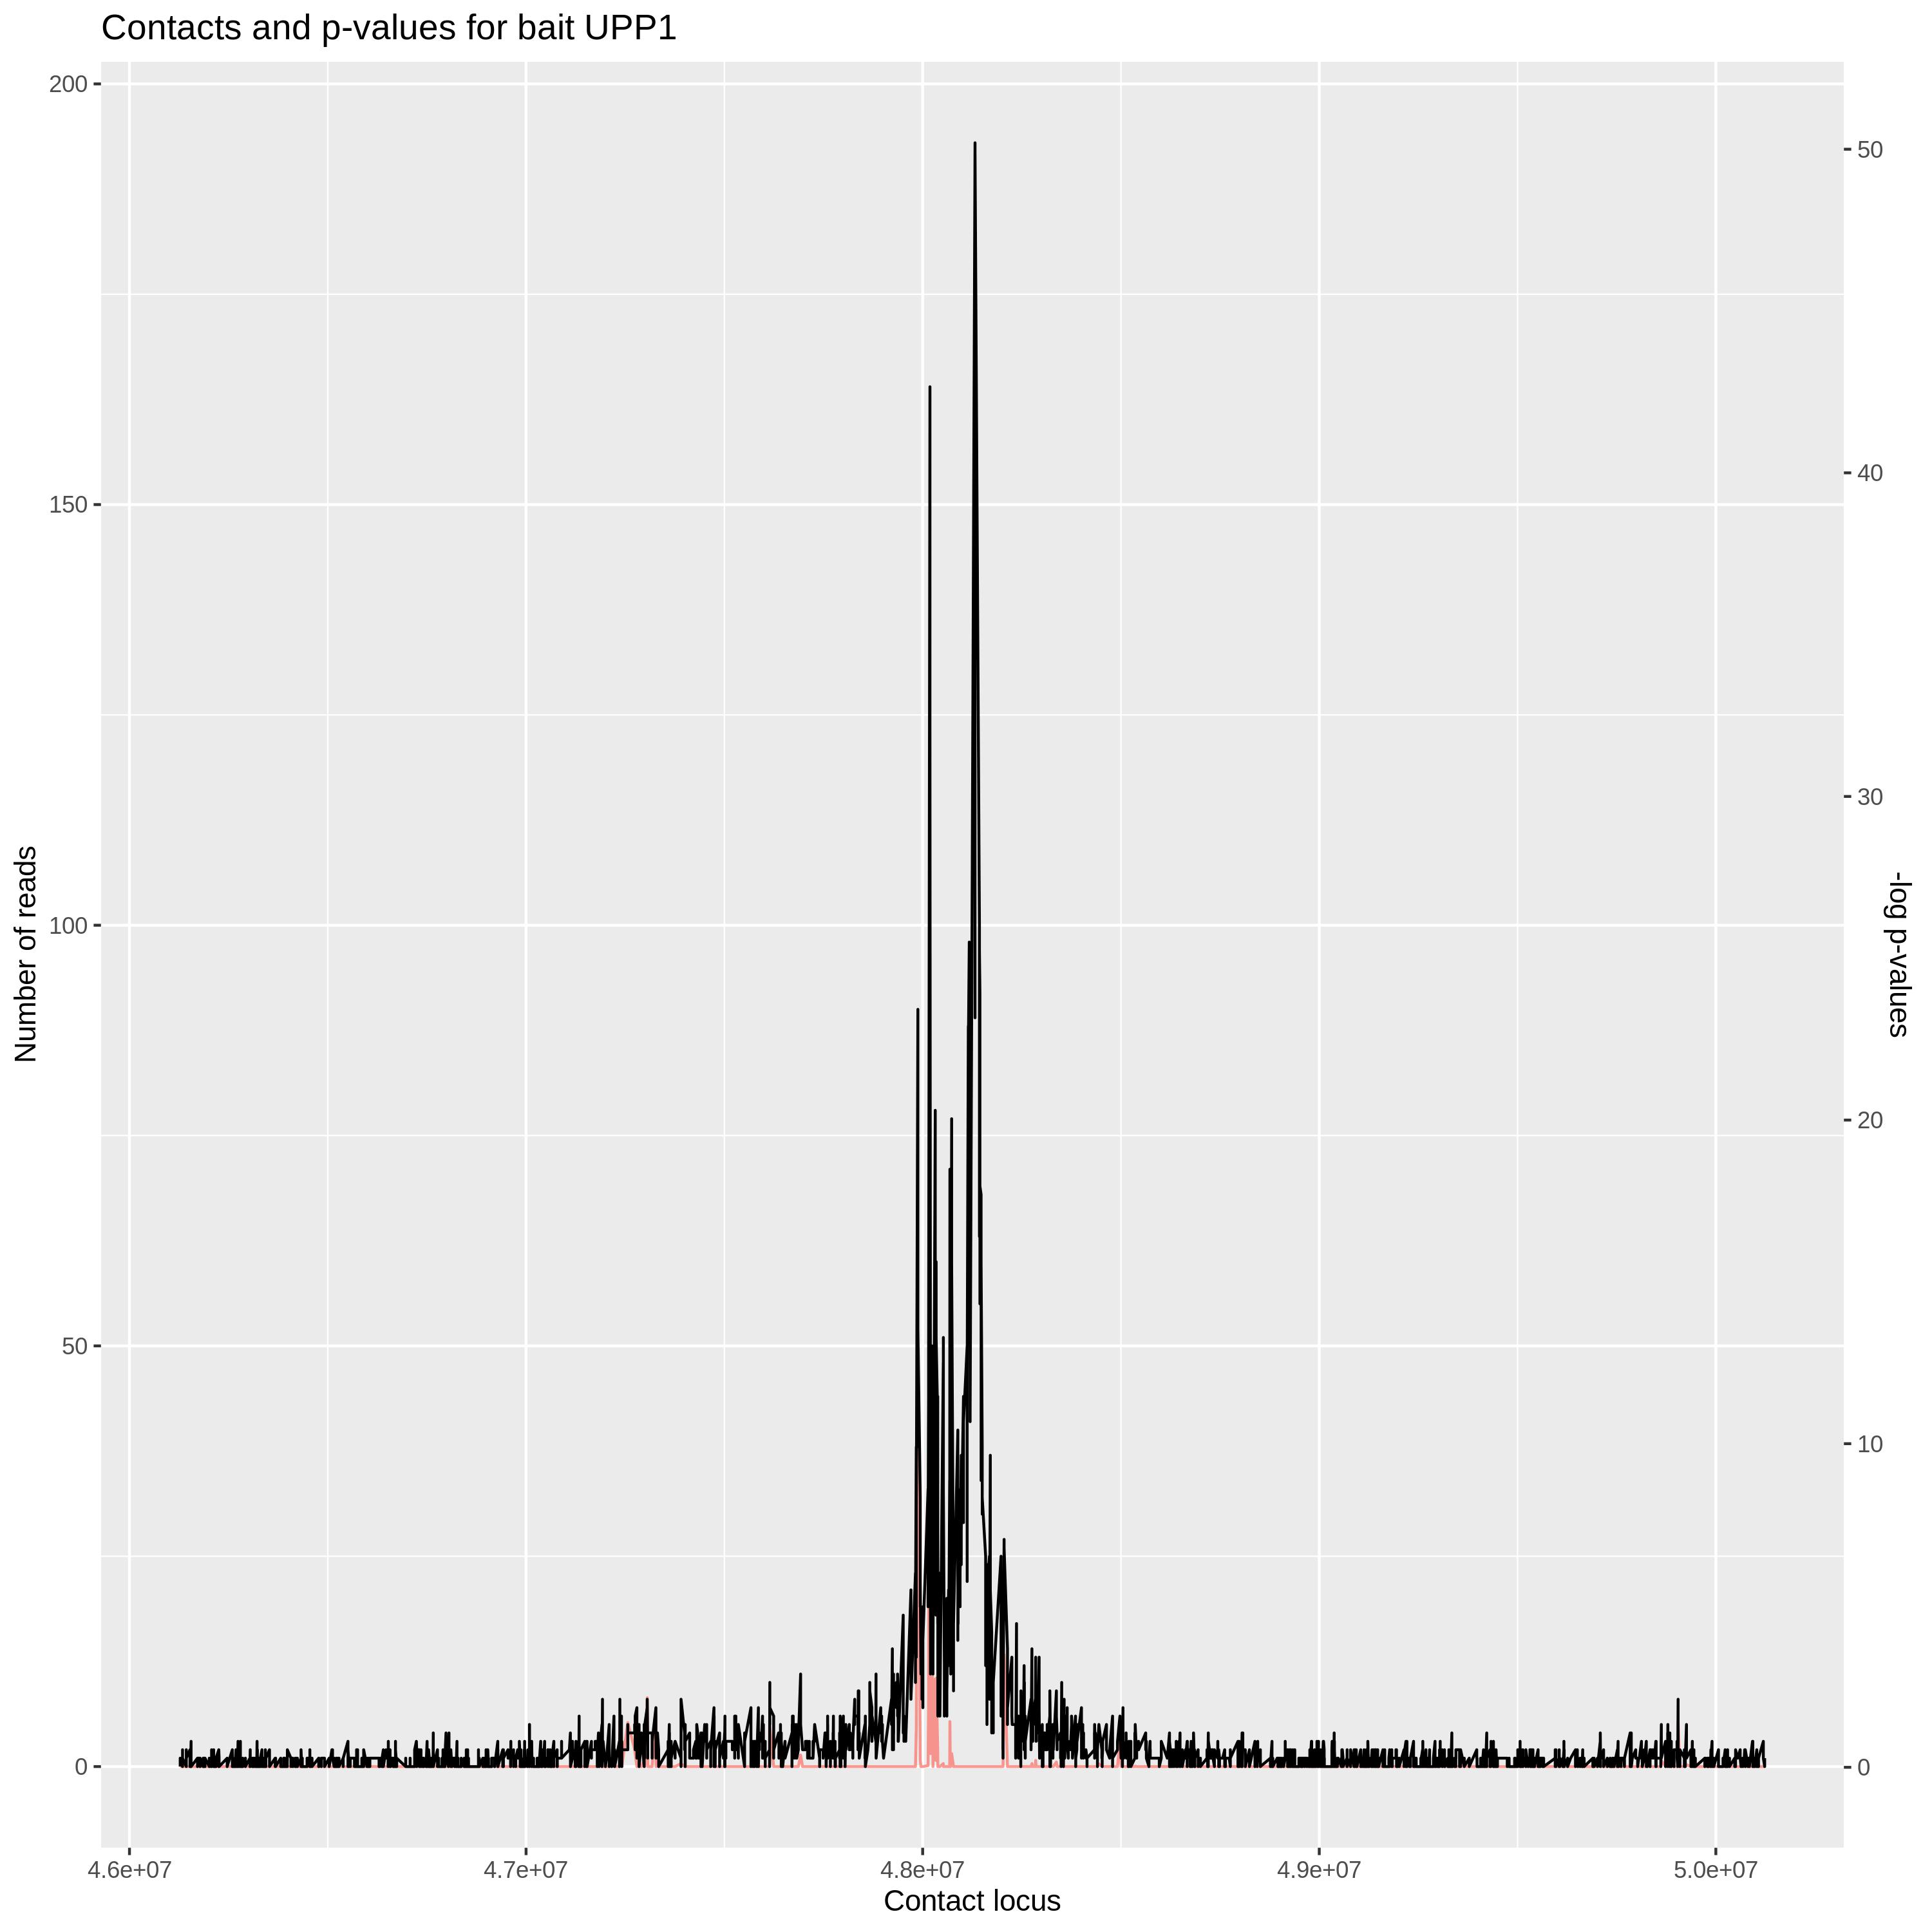 Contacts and p-values for bait UPP1
200
150
100
50
0
Number of reads
50
40
30
20
10
0
-log p-values
4.6e+07
4.7e+07
4.8e+07
4.9e+07
5.0e+07
Contact locus